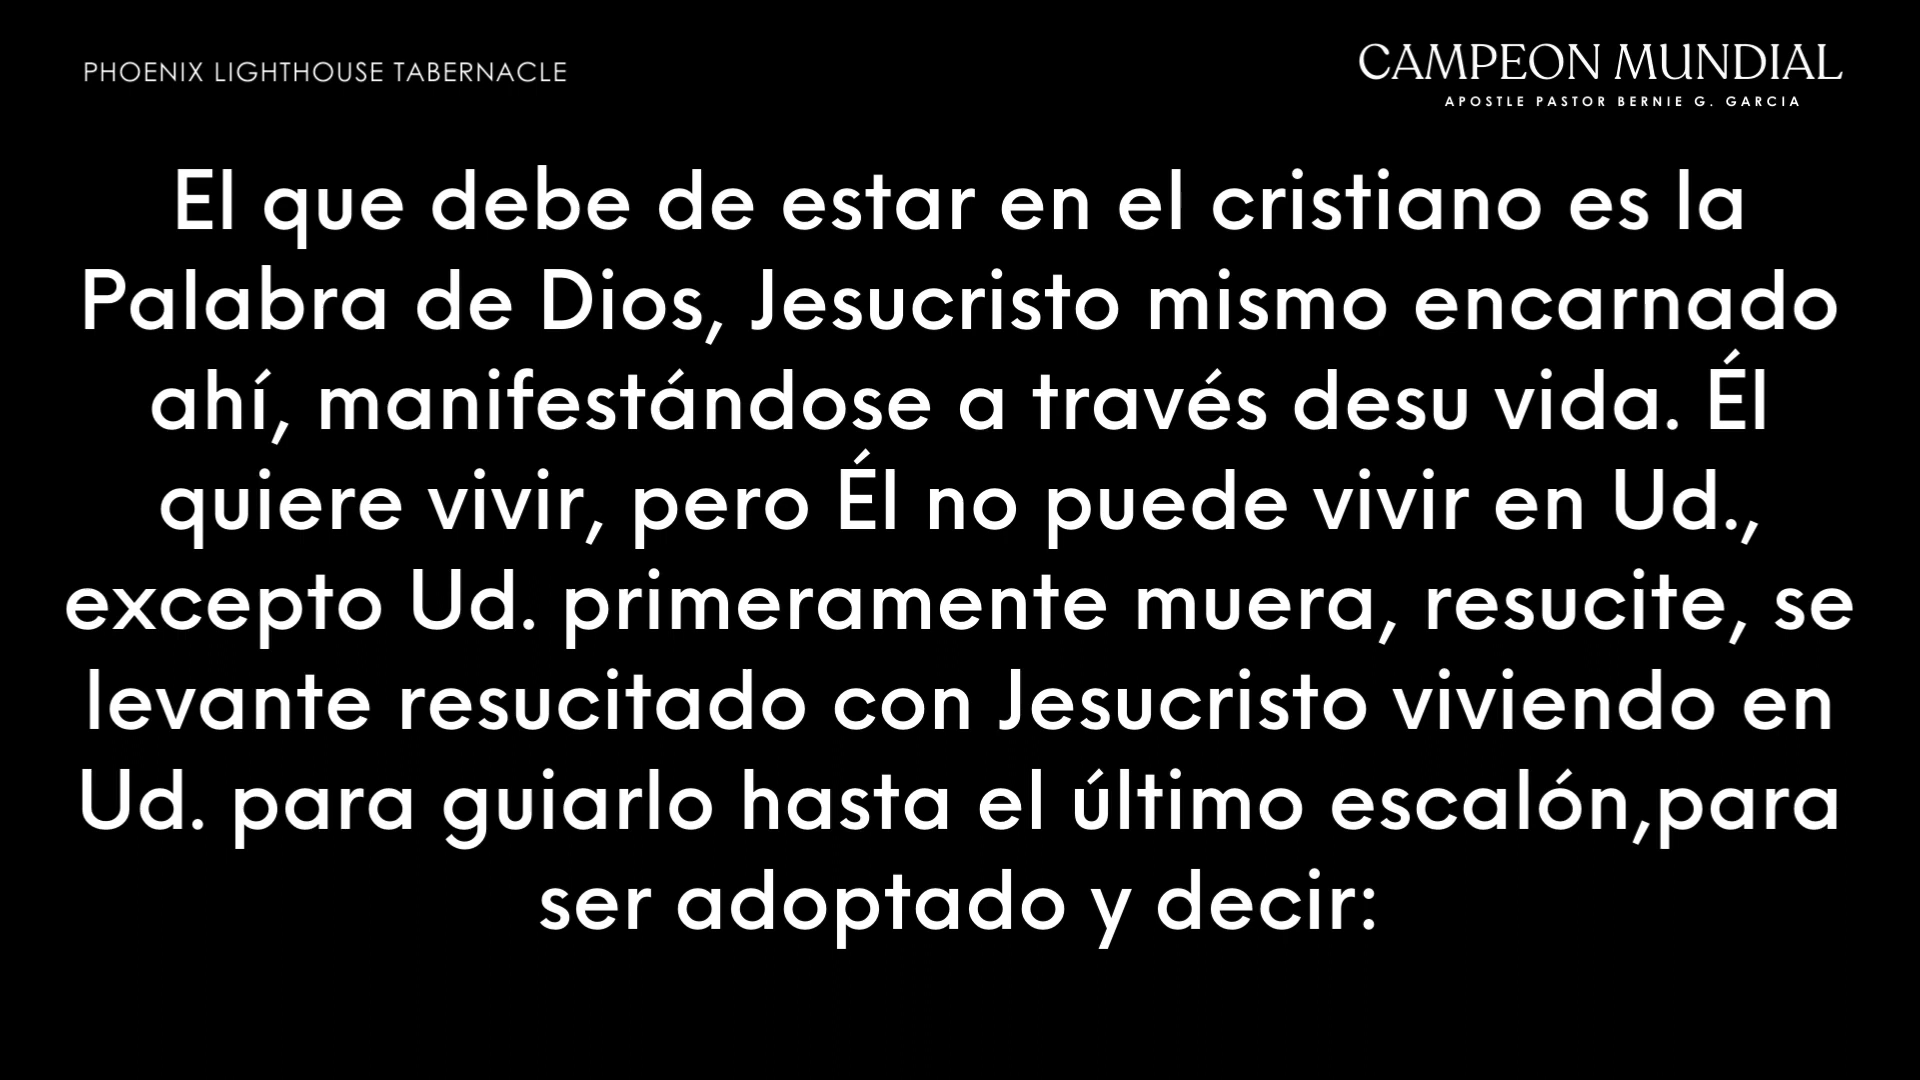 PHOENIX LIGHTHOUSE TABERNACLE
CAMPEON MUNDIAL
APOSTLE PASTOR BERNIE G. GARCIA
El que debe de estar en el cristiano es la
Palabra de Dios, Jesucristo mismo encarnado
ahí, manifestándose a través desu vida. Él
quiere vivir, pero Él no puede vivir en Ud.,
excepto Ud. primeramente muera, resucite, se
levante resucitado con Jesucristo viviendo en
Ud. para guiarlo hasta el último escalón,para
ser adoptado y decir: